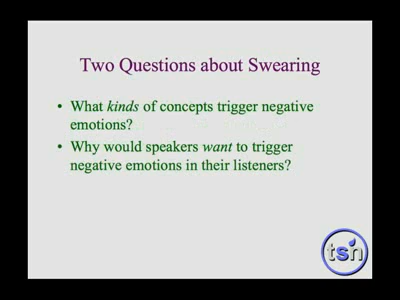 Two Questions about Swearing
• What kinds of concepts trigger negative
emotions?
• Why would speakers want to trigger
negative emotions in their listeners?
tsn